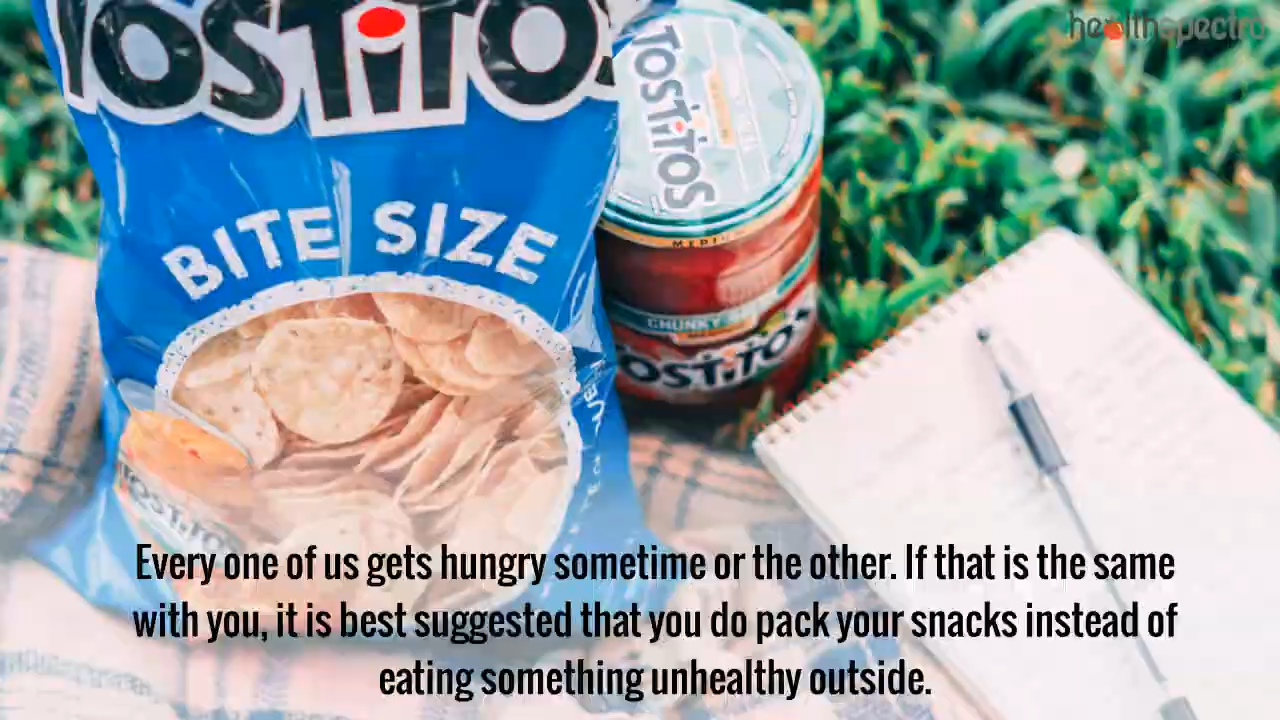 TOSTITOS
healthspectra
TOSTITOS
BITE SIZE
CHUNKY
TOSTITOS
TOSTITO
Every one of us gets hungry sometime or the other. If that is the same
with you, it is best suggested that you do pack your snacks instead of
eating something unhealthy outside.